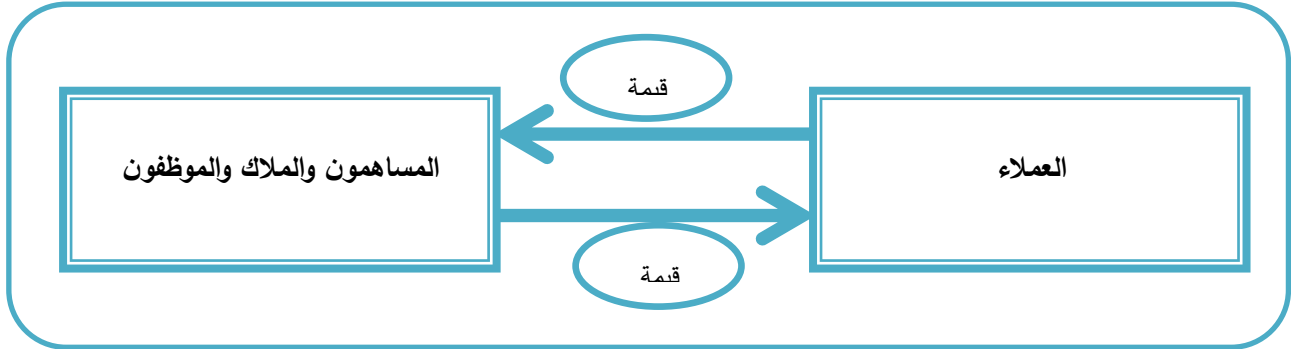 قيمة
العملاء
المساهمون والملاك والموظفون
قيمة